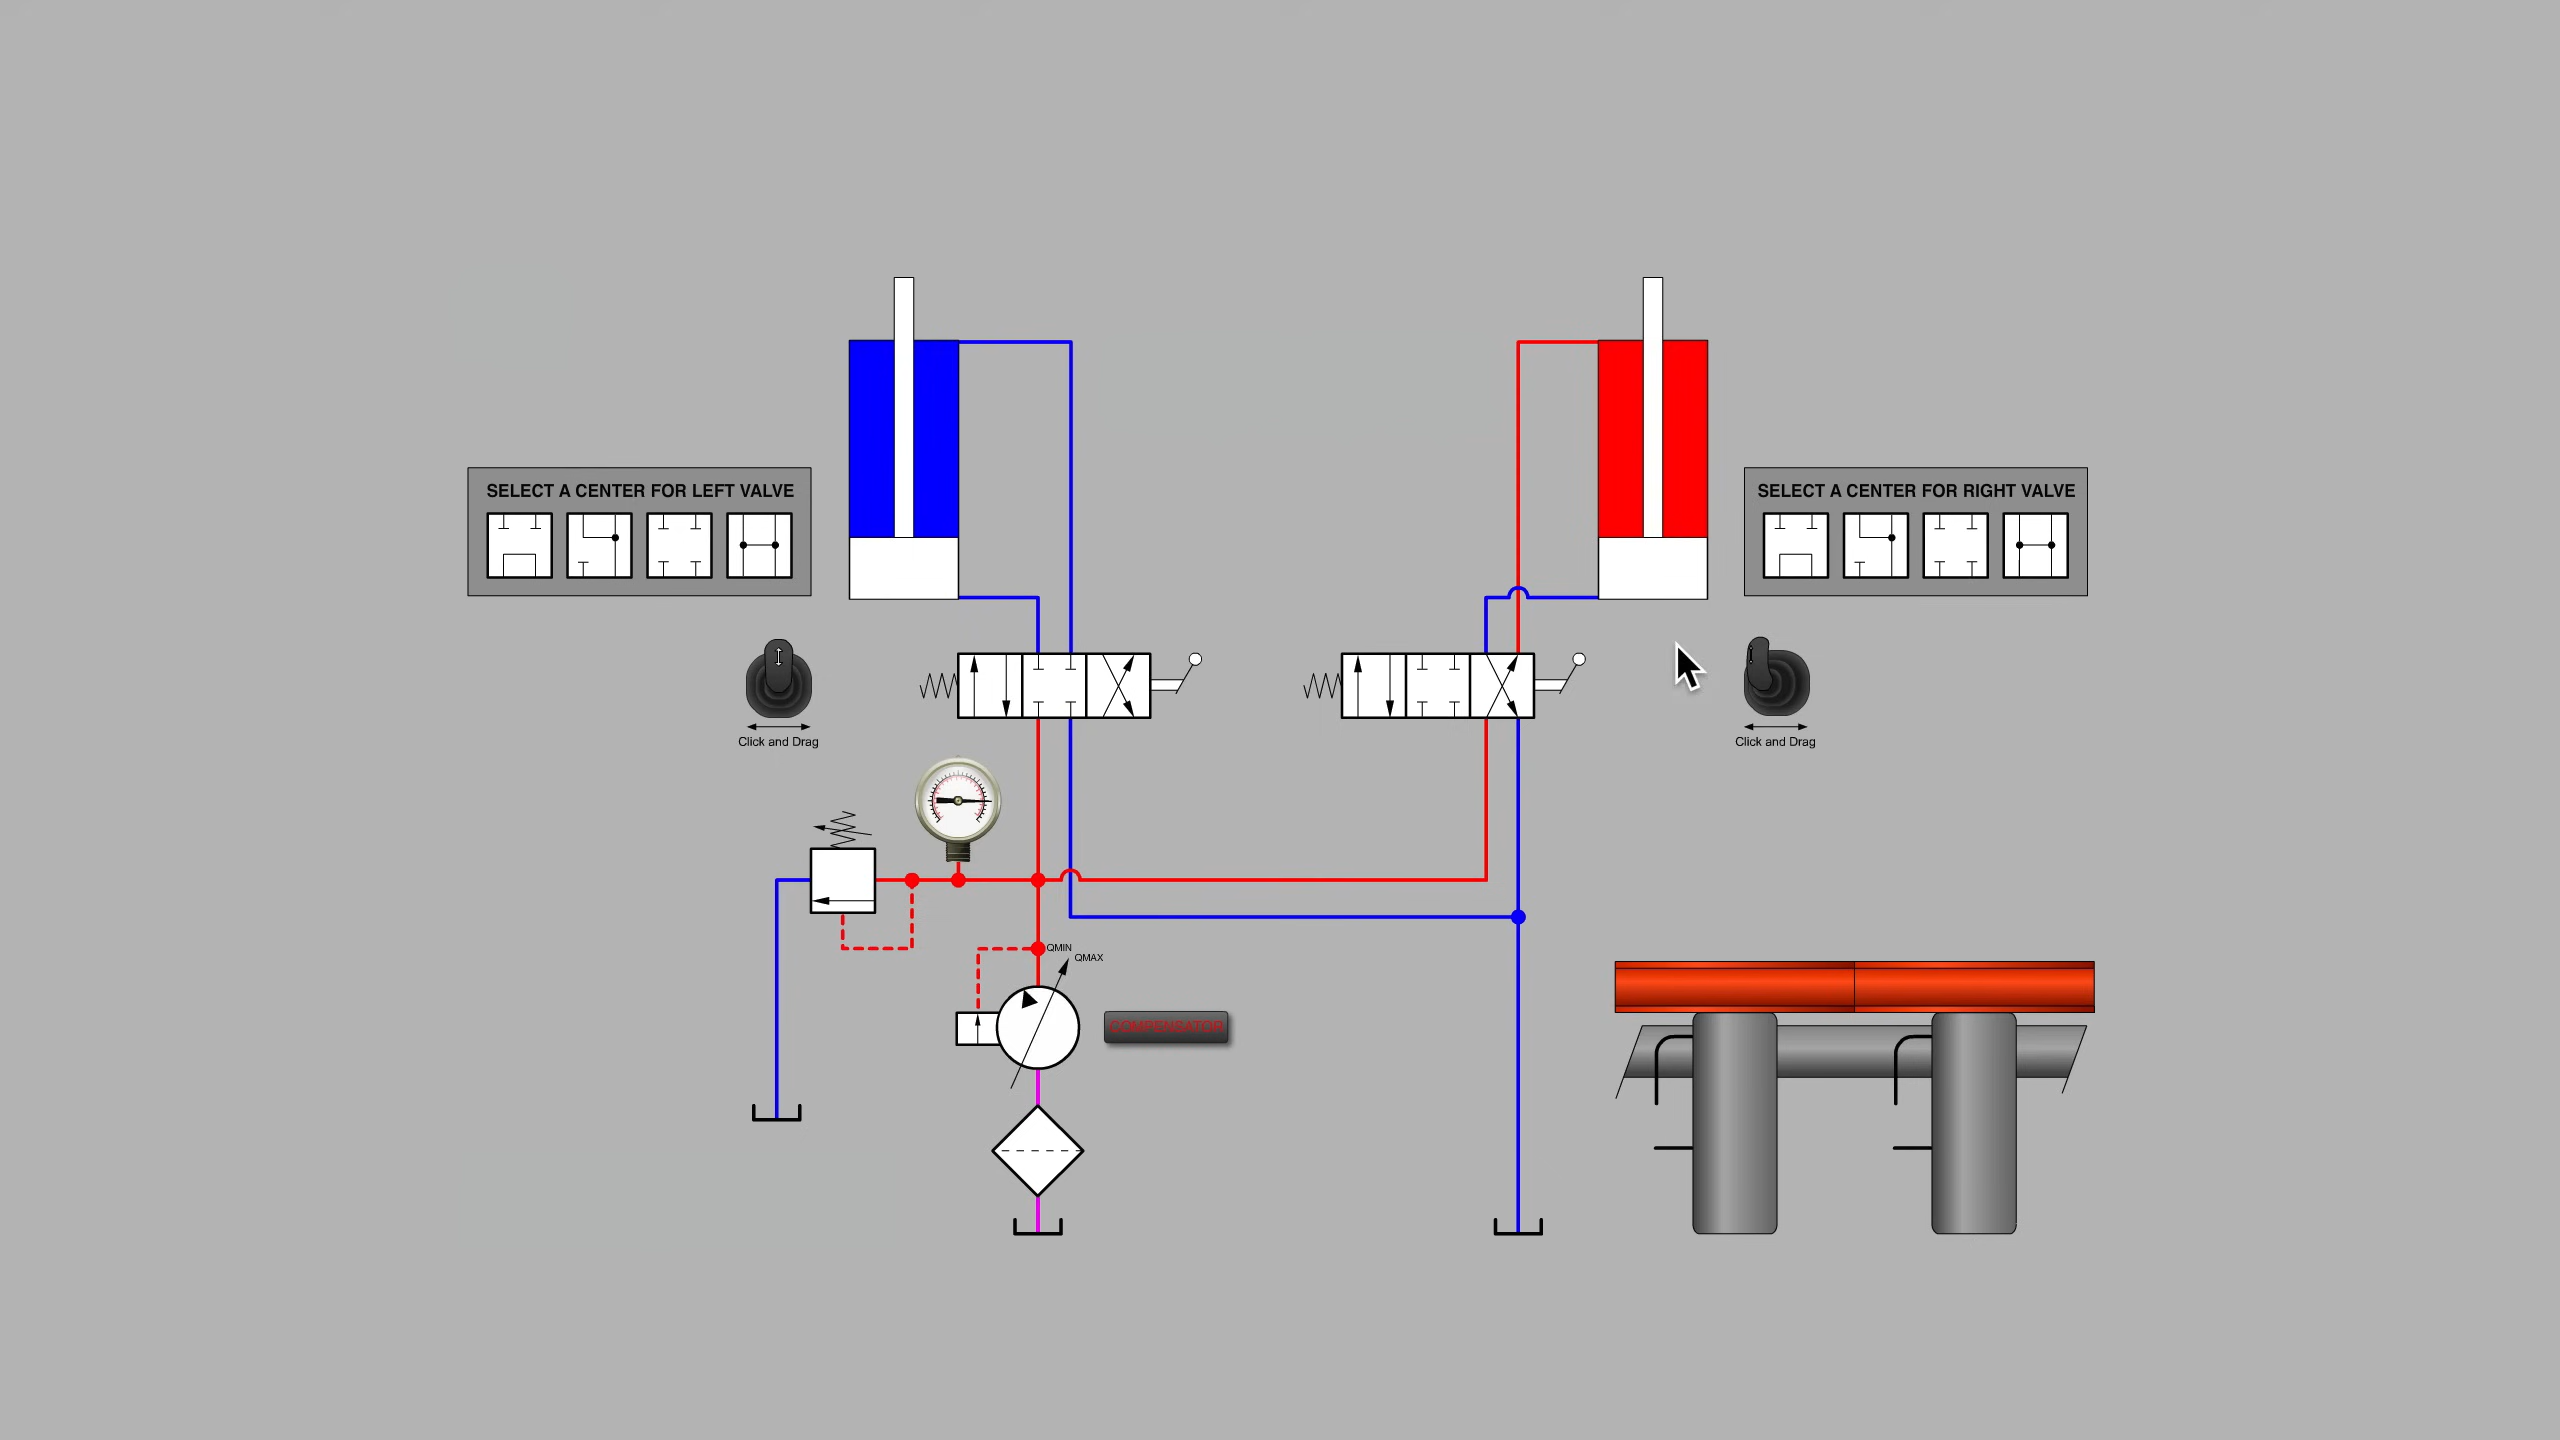 SELECT A CENTER FOR LEFT VALVE
SELECT A CENTER FOR RIGHT VALVE
Click and Drag
Click and Drag
QMIN
QMAX
COMPENSATOR